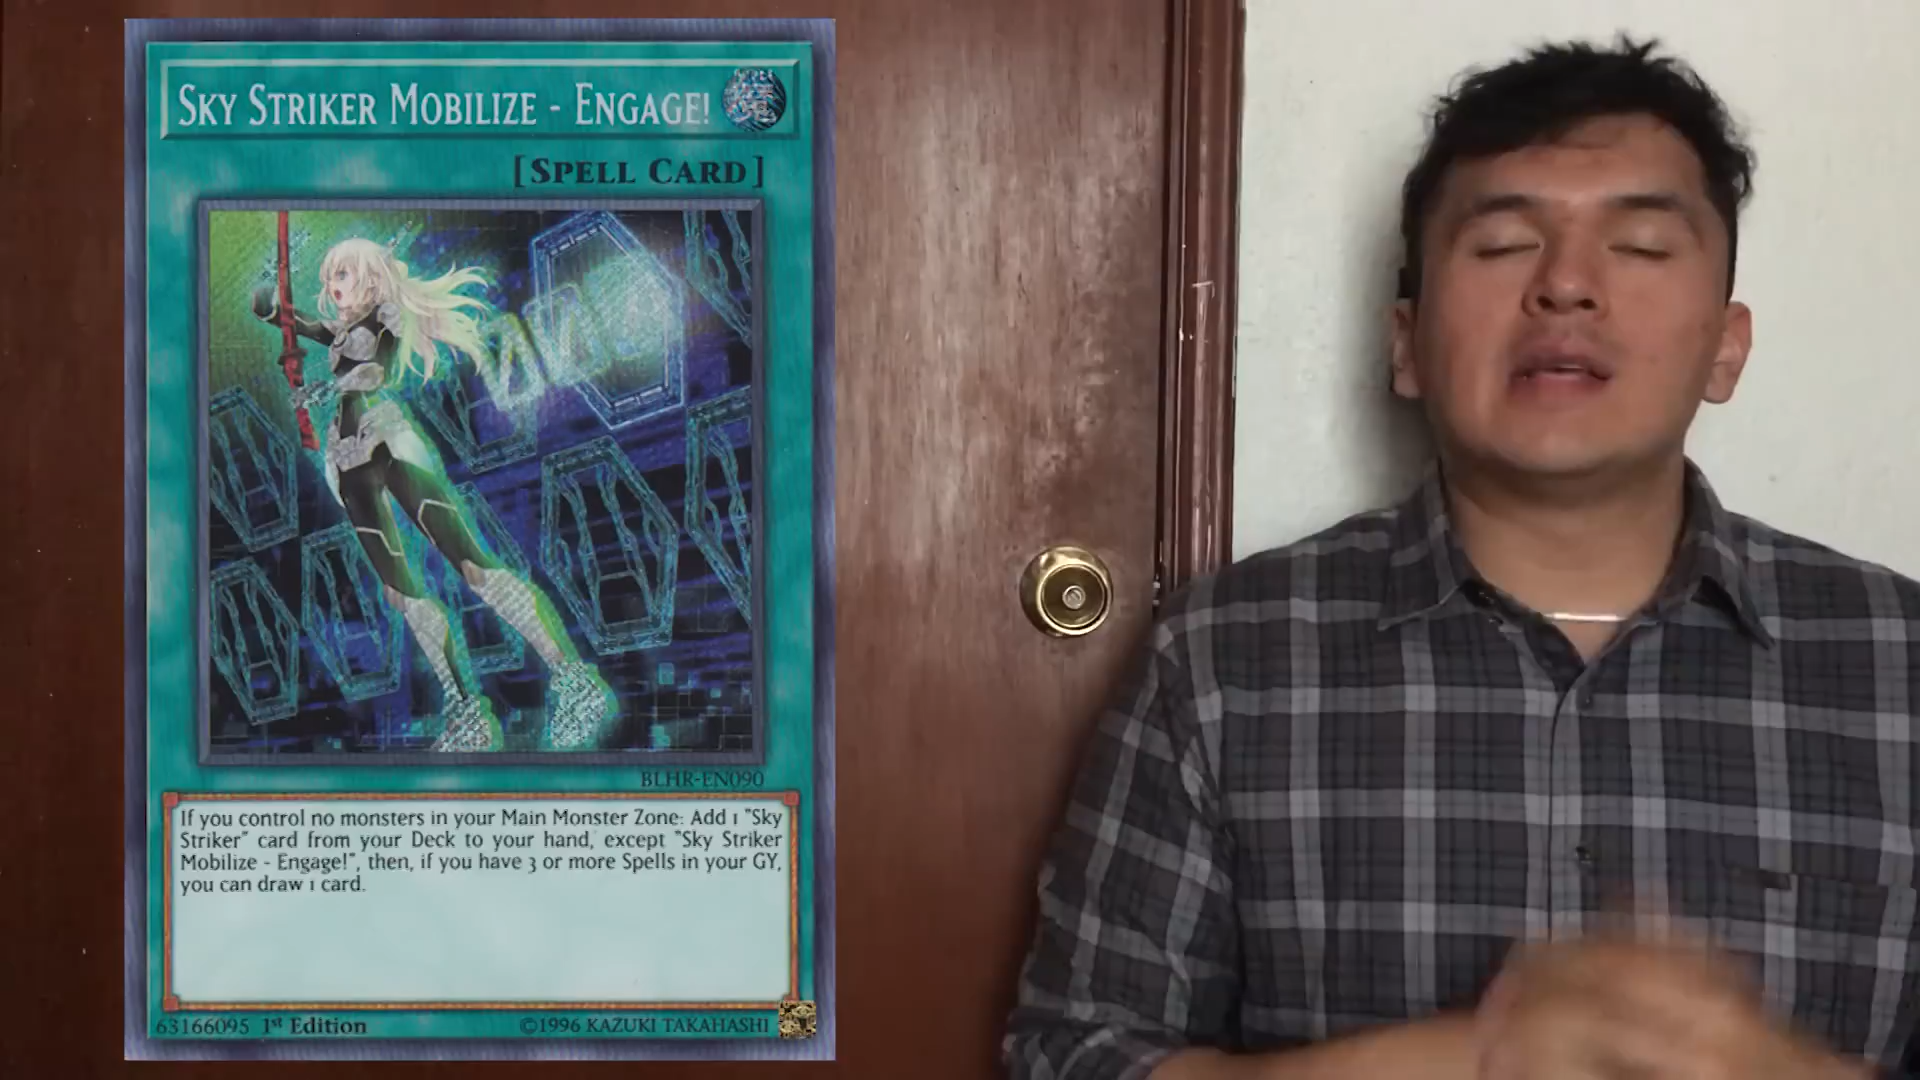 Sky Striker Mobilize - Engage!
[Spell Card]
BLHR-EN090
If you control no monsters in your Main Monster Zone: Add 1 "Sky
Striker" card from your Deck to your hand, except "Sky Striker
Mobilize - Engage!", then, if you have 3 or more Spells in your GY,
you can draw 1 card.
63166095 1st Edition
©1996 KAZUKI TAKAHASHI